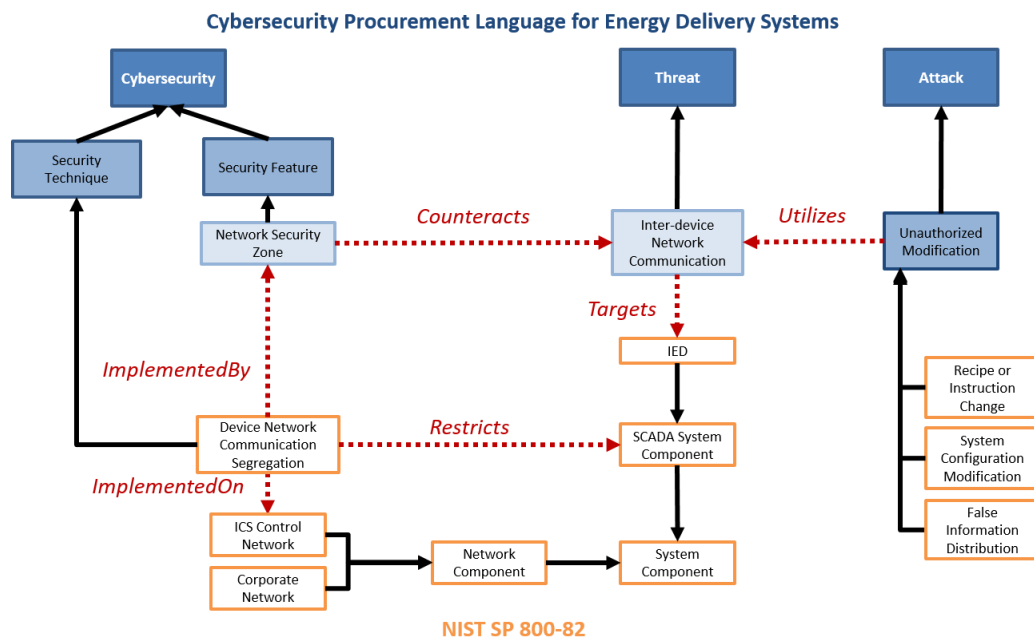 Cybersecurity Procurement Language for Energy Delivery Systems
Cybersecurity
Threat
Attack
Security
Technique
Security Feature
Network Security
Zone
Counteracts
Inter-device
Network
Communication
Utilizes
Unauthorized
Modification
Targets
IED
ImplementedBy
Recipe or
Instruction
Change
Device Network
Communication
Segregation
Restricts
SCADA System
Component
System
Configuration
Modification
ImplementedOn
ICS Control
Network
Corporate
Network
Network
Component
System
Component
False
Information
Distribution
NIST SP 800-82